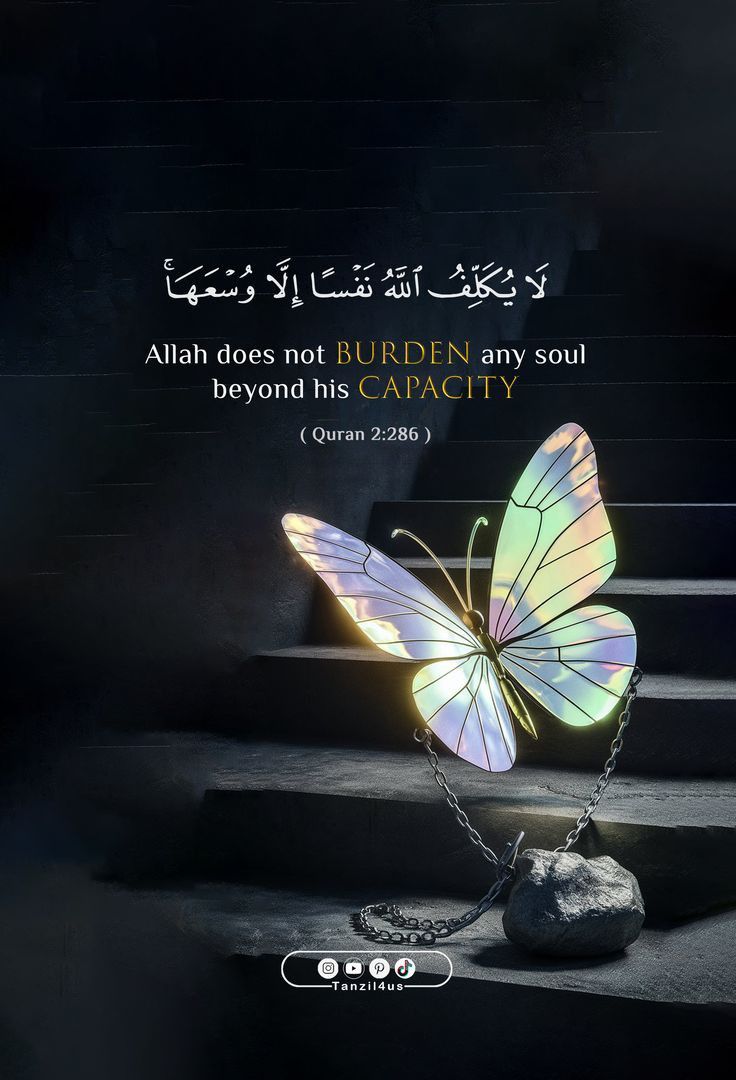 لَا يُكَلِّفُ ٱللَّهُ نَفْسًا إِلَّا وُسْعَهَا ۚ
Allah does not BURDEN any soul
beyond his CAPACITY
( Quran 2:286 )
Tanzil4us